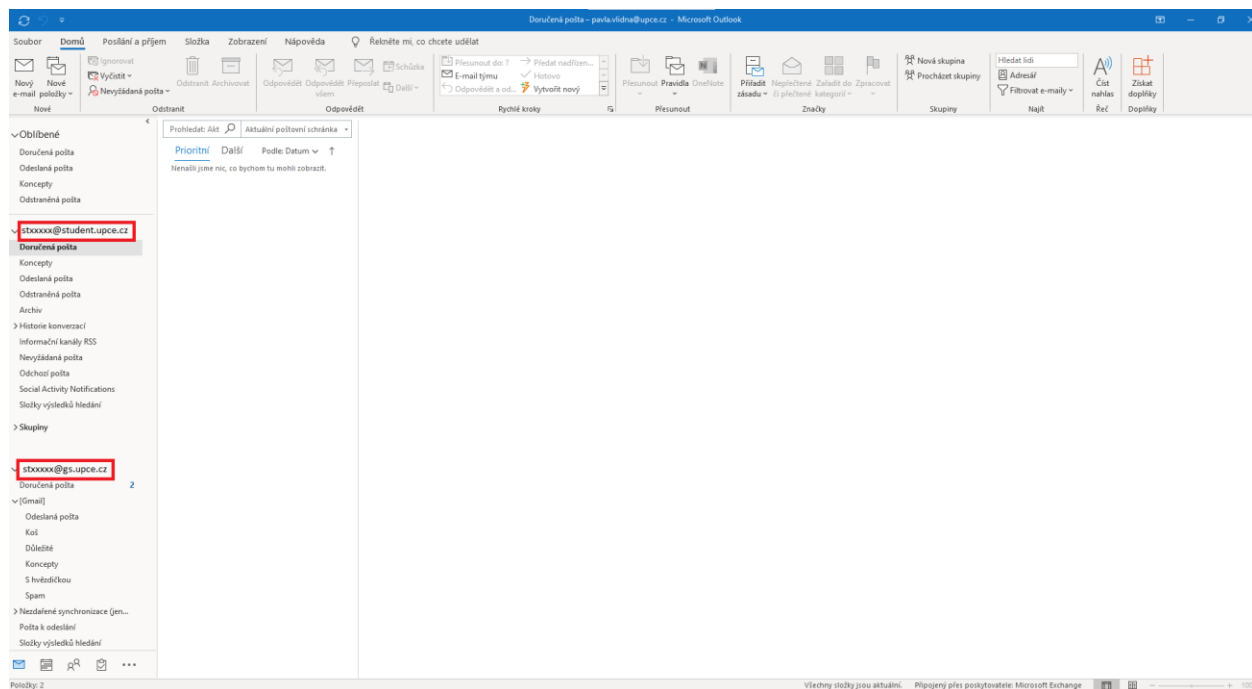 Doručená pošta – pavla.vlidna@upce.cz - Microsoft Outlook
Soubor Domů Posílání a příjem Složka Zobrazení Nápověda Řekněte mi, co chcete udělat
Nový e-mail
Nové položky
Ignorovat
Vyčistit
Nevyžádaná pošta
Odstranit Archivovat
Odpovědět Odpovědět všem Přeposlat
Schůzka
Další
Přesunout do: ?
E-mail týmu
Odpovědět a od...
Předat nadřízen...
Hotovo
Vytvořit nový
Přesunout Pravidla OneNote
Přiřadit zásadu
Nepřečtené či přečtené
Zařadit do kategorií
Zpracovat
Nová skupina
Procházet skupiny
Hledat lidi
Adresář
Filtrovat e-maily
Číst nahlas
Získat doplňky
Nové Odstranit Odpovědět Rychlé kroky Přesunout Značky Skupiny Najít Řeč Doplňky
Oblíbené
Doručená pošta
Odeslaná pošta
Koncepty
Odstraněná pošta
stxxxxx@student.upce.cz
Doručená pošta
Koncepty
Odeslaná pošta
Odstraněná pošta
Archiv
Historie konverzací
Informační kanály RSS
Nevyžádaná pošta
Odchozí pošta
Social Activity Notifications
Složky výsledků hledání
Skupiny
stxxxxx@gs.upce.cz
Doručená pošta 2
[Gmail]
Odeslaná pošta
Koš
Důležité
Koncepty
S hvězdičkou
Spam
Nezdařené synchronizace (jen...
Pošta k odeslání
Složky výsledků hledání
Prohledat: Akt Aktuální poštovní schránka
Prioritní Další Podle: Datum
Nenašli jsme nic, co bychom tu mohli zobrazit.
Položky: 2
Všechny složky jsou aktuální. Připojený přes poskytovatele: Microsoft Exchange